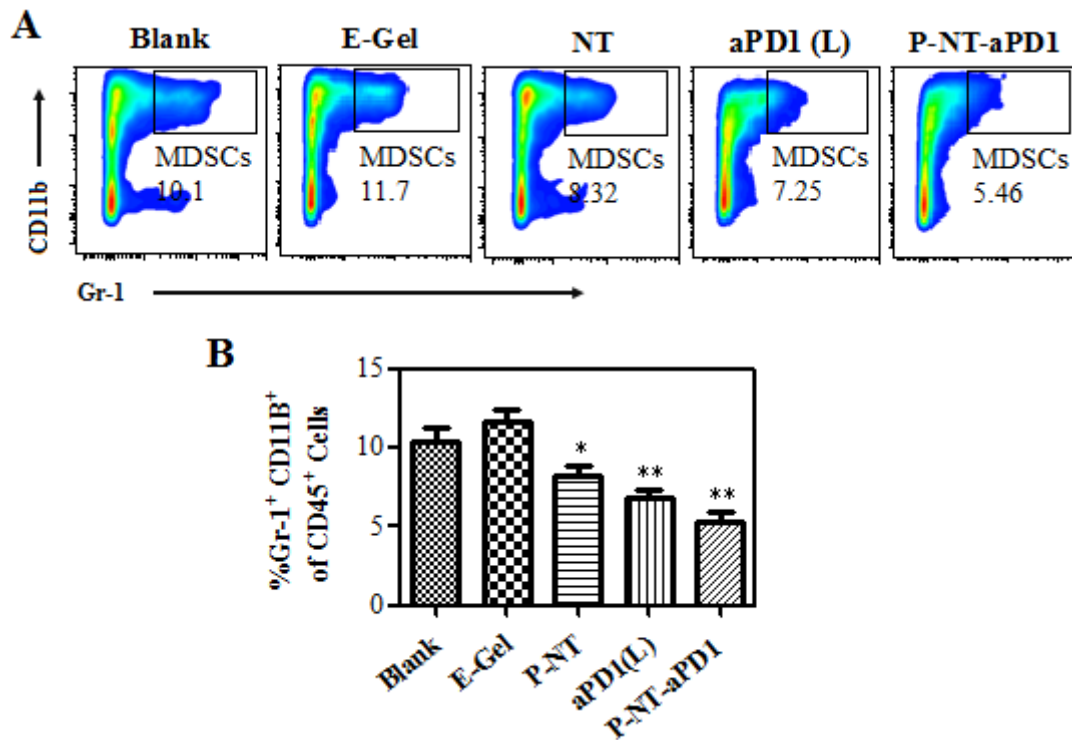 A
Blank E-Gel NT aPD1 (L) P-NT-aPD1
CD11b
MDSCs 10.1
MDSCs 11.7
MDSCs 8.32
MDSCs 7.25
MDSCs 5.46
Gr-1
B
%Gr-1⁺ CD11B⁺
of CD45⁺ Cells
15
10
5
0
*
**
**
Blank
E-Gel
P-NT
aPD1(L)
P-NT-aPD1